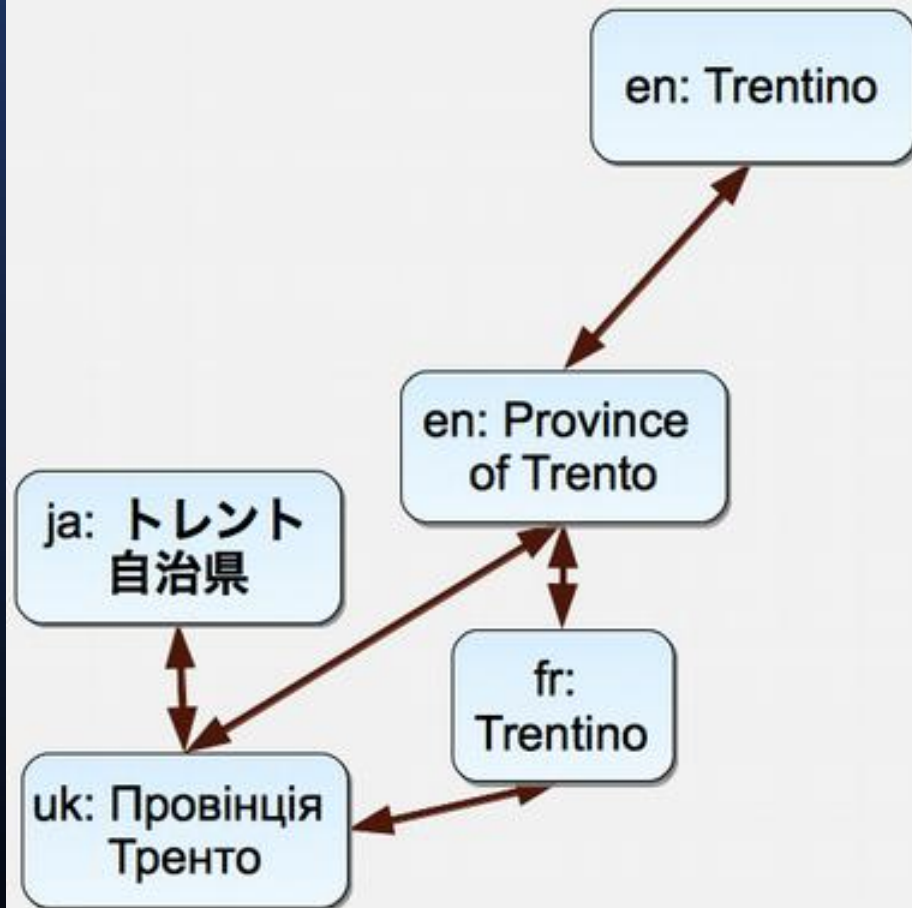 en: Trentino
en: Province
of Trento
ja: トレント
自治県
fr:
Trentino
uk: Провінція
Тренто